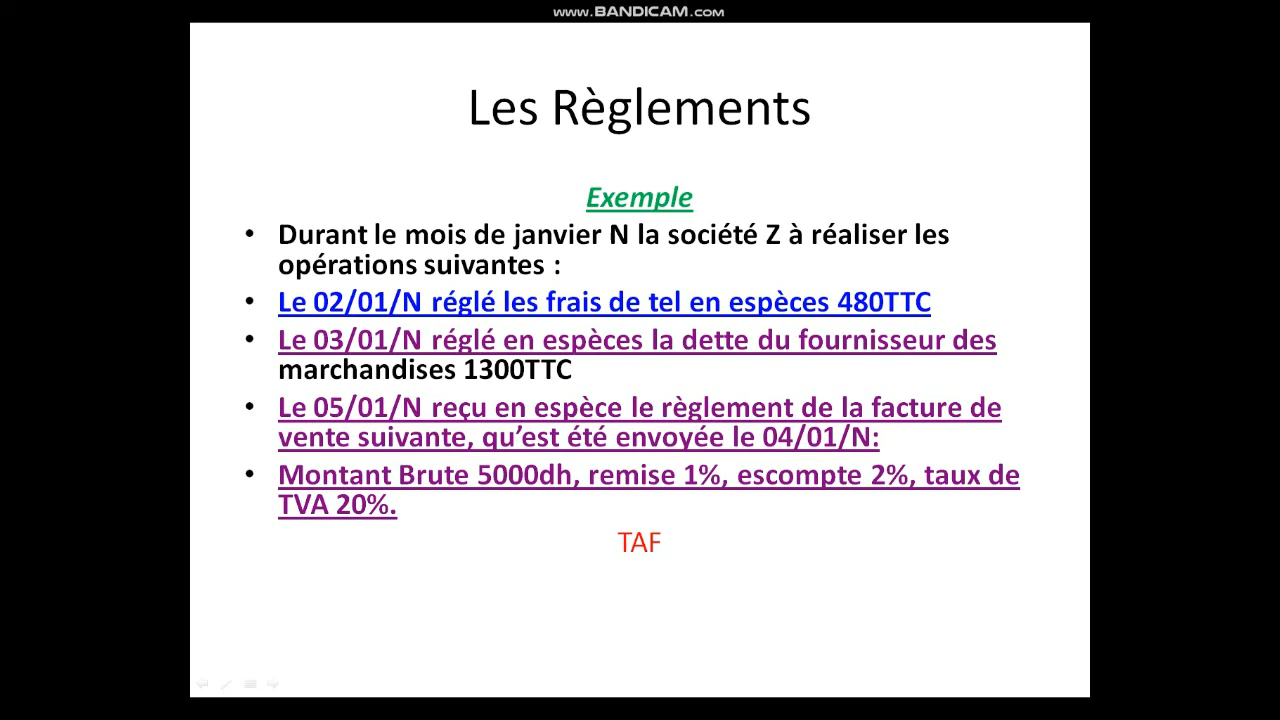 www.BANDICAM.com
Les Règlements
Exemple
• Durant le mois de janvier N la société Z à réaliser les
opérations suivantes :
• Le 02/01/N réglé les frais de tel en espèces 480TTC
• Le 03/01/N réglé en espèces la dette du fournisseur des
marchandises 1300TTC
• Le 05/01/N reçu en espèce le règlement de la facture de
vente suivante, qu’est été envoyée le 04/01/N:
• Montant Brute 5000dh, remise 1%, escompte 2%, taux de
TVA 20%.
TAF